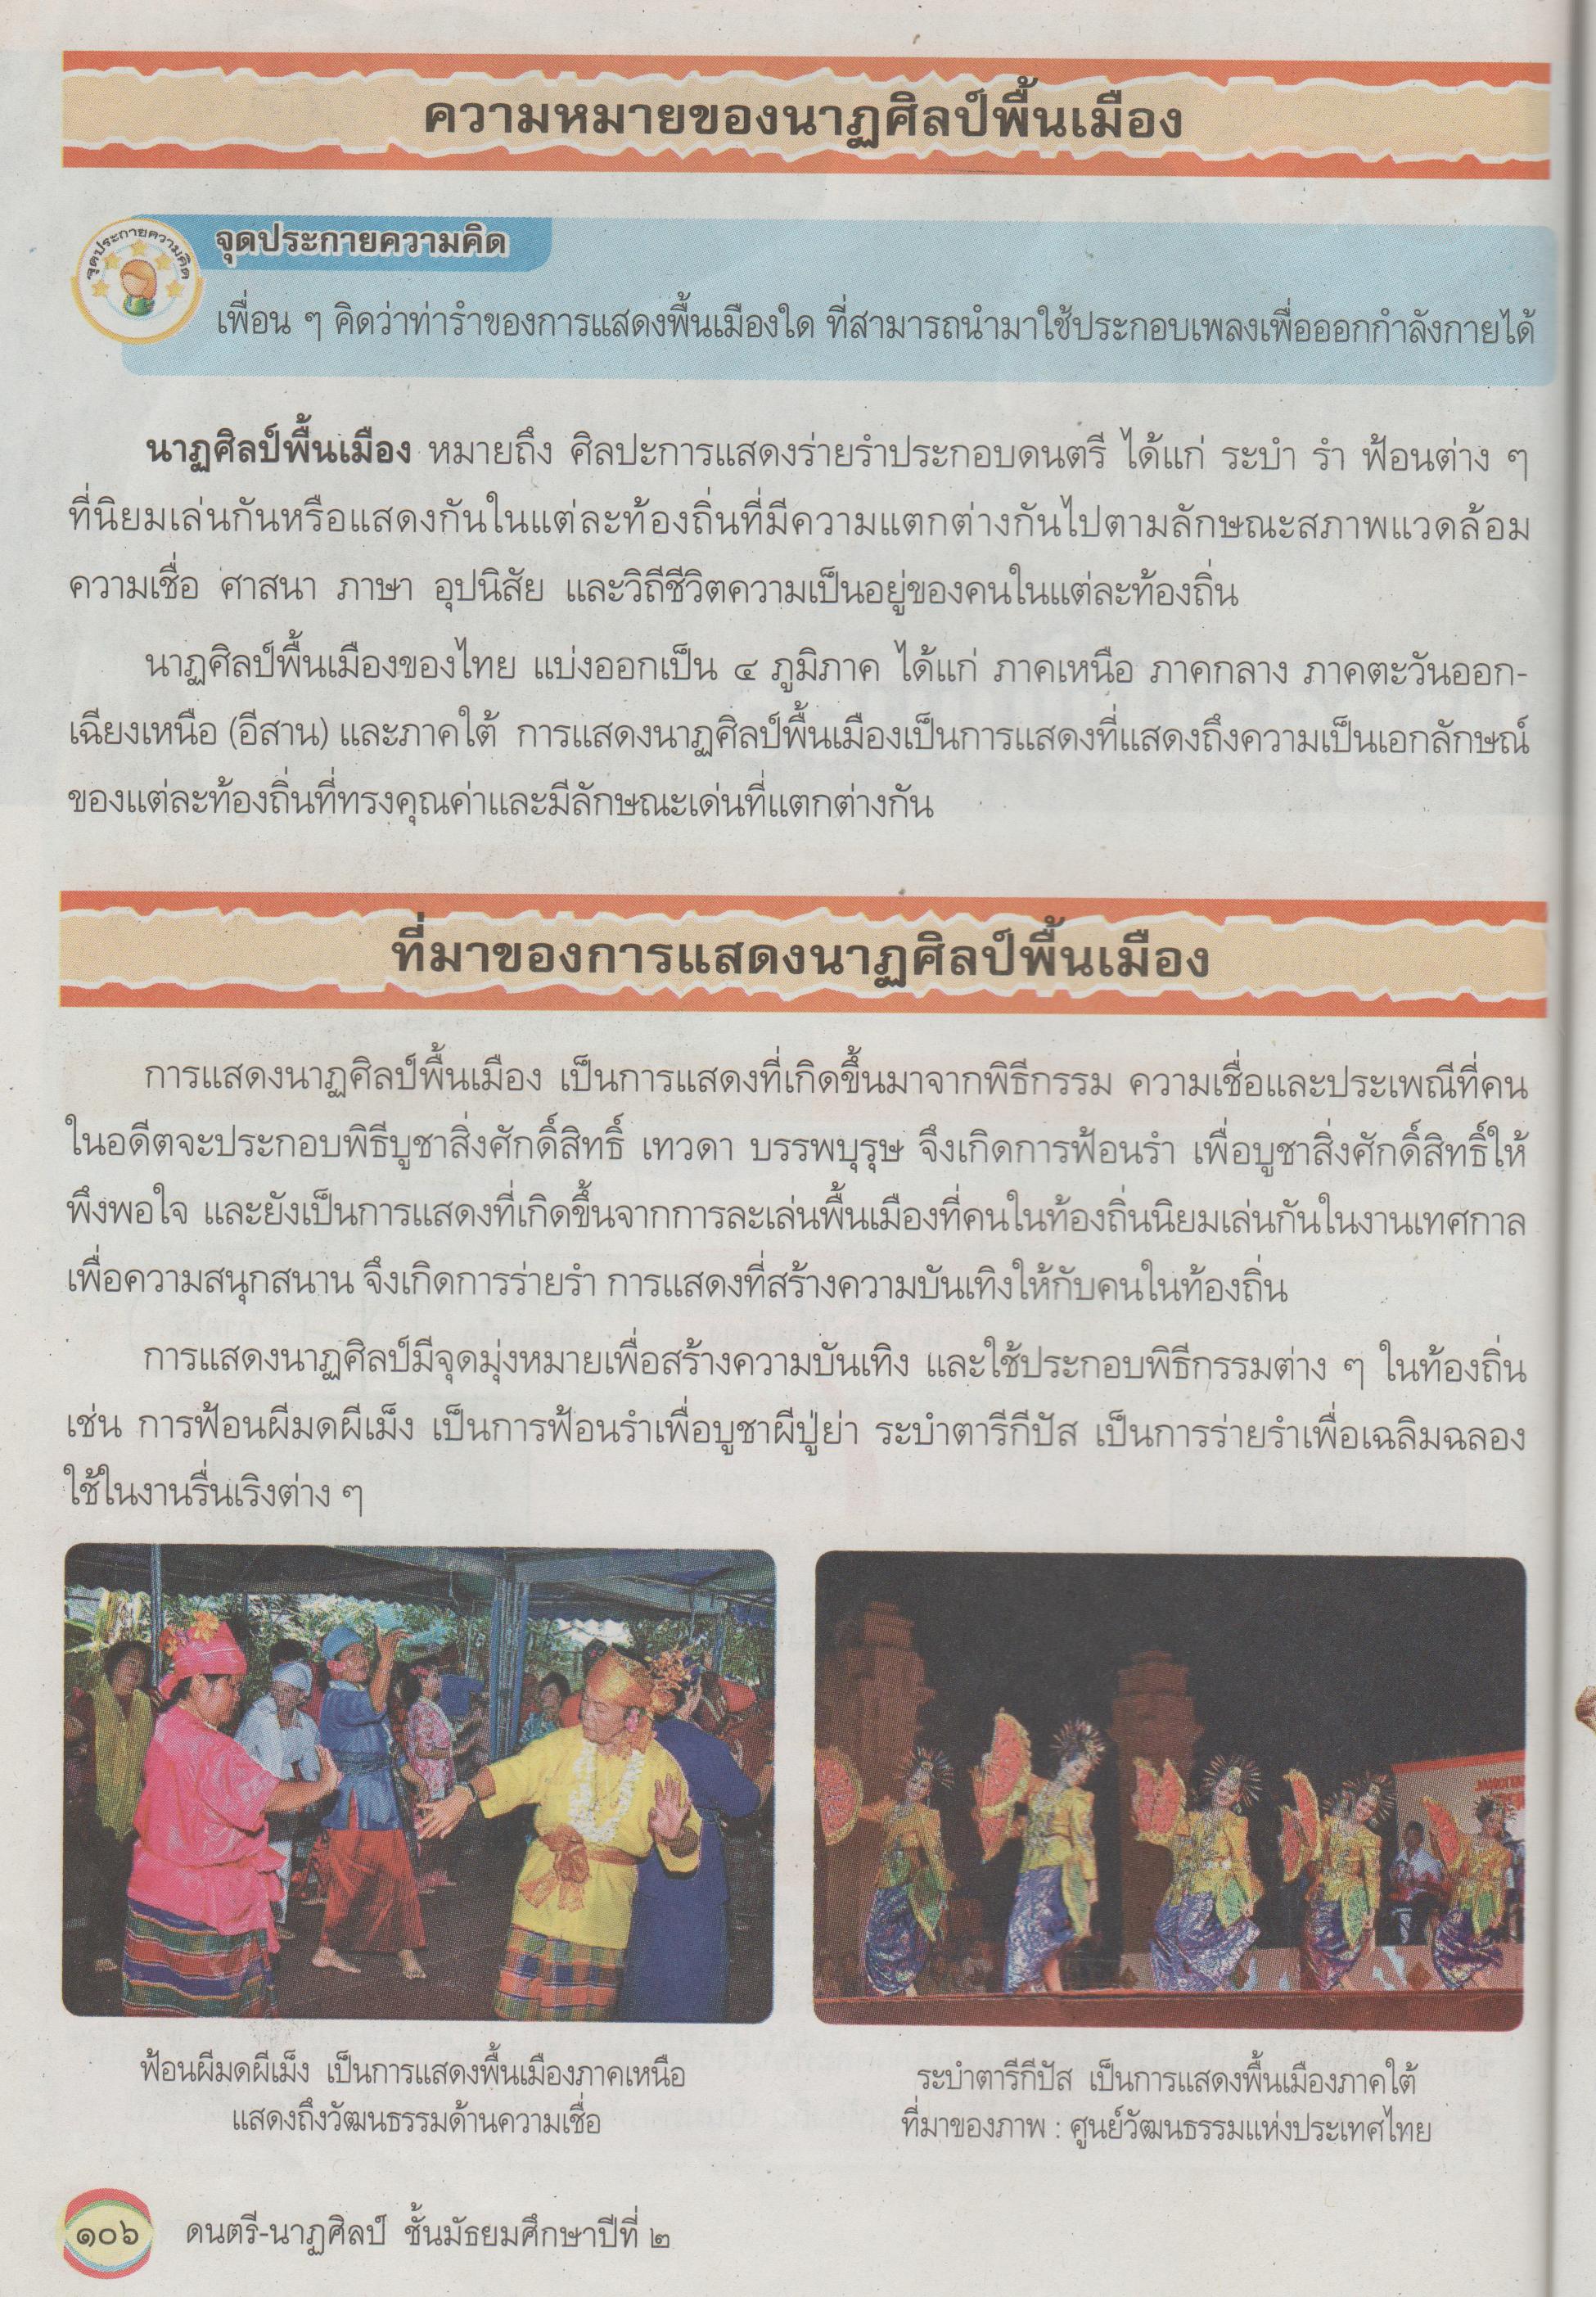 ความหมายของนาฏศิลป์พื้นเมือง
จุดประกายความคิด
จุดประกายความคิด
เพื่อน ๆ คิดว่าท่ารำของการแสดงพื้นเมืองใด ที่สามารถนำมาใช้ประกอบเพลงเพื่อออกกำลังกายได้
นาฏศิลป์พื้นเมือง หมายถึง ศิลปะการแสดงร่ายรำประกอบดนตรี ได้แก่ ระบำ รำ ฟ้อนต่าง ๆ
ที่นิยมเล่นกันหรือแสดงกันในแต่ละท้องถิ่นที่มีความแตกต่างกันไปตามลักษณะสภาพแวดล้อม
ความเชื่อ ศาสนา ภาษา อุปนิสัย และวิถีชีวิตความเป็นอยู่ของคนในแต่ละท้องถิ่น
นาฏศิลป์พื้นเมืองของไทย แบ่งออกเป็น ๔ ภูมิภาค ได้แก่ ภาคเหนือ ภาคกลาง ภาคตะวันออก-
เฉียงเหนือ (อีสาน) และภาคใต้ การแสดงนาฏศิลป์พื้นเมืองเป็นการแสดงที่แสดงถึงความเป็นเอกลักษณ์
ของแต่ละท้องถิ่นที่ทรงคุณค่าและมีลักษณะเด่นที่แตกต่างกัน
ที่มาของการแสดงนาฏศิลป์พื้นเมือง
การแสดงนาฏศิลป์พื้นเมือง เป็นการแสดงที่เกิดขึ้นมาจากพิธีกรรม ความเชื่อและประเพณีที่คน
ในอดีตจะประกอบพิธีบูชาสิ่งศักดิ์สิทธิ์ เทวดา บรรพบุรุษ จึงเกิดการฟ้อนรำ เพื่อบูชาสิ่งศักดิ์สิทธิ์ให้
พึงพอใจ และยังเป็นการแสดงที่เกิดขึ้นจากการละเล่นพื้นเมืองที่คนในท้องถิ่นนิยมเล่นกันในงานเทศกาล
เพื่อความสนุกสนาน จึงเกิดการร่ายรำ การแสดงที่สร้างความบันเทิงให้กับคนในท้องถิ่น
การแสดงนาฏศิลป์มีจุดมุ่งหมายเพื่อสร้างความบันเทิง และใช้ประกอบพิธีกรรมต่าง ๆ ในท้องถิ่น
เช่น การฟ้อนผีมดผีเม็ง เป็นการฟ้อนรำเพื่อบูชาผีปู่ย่า ระบำตารีกีปัส เป็นการร่ายรำเพื่อเฉลิมฉลอง
ใช้ในงานรื่นเริงต่าง ๆ
ฟ้อนผีมดผีเม็ง เป็นการแสดงพื้นเมืองภาคเหนือ
แสดงถึงวัฒนธรรมด้านความเชื่อ
ระบำตารีกีปัส เป็นการแสดงพื้นเมืองภาคใต้
ที่มาของภาพ : ศูนย์วัฒนธรรมแห่งประเทศไทย
๑๐๖ ดนตรี-นาฏศิลป์ ชั้นมัธยมศึกษาปีที่ ๒